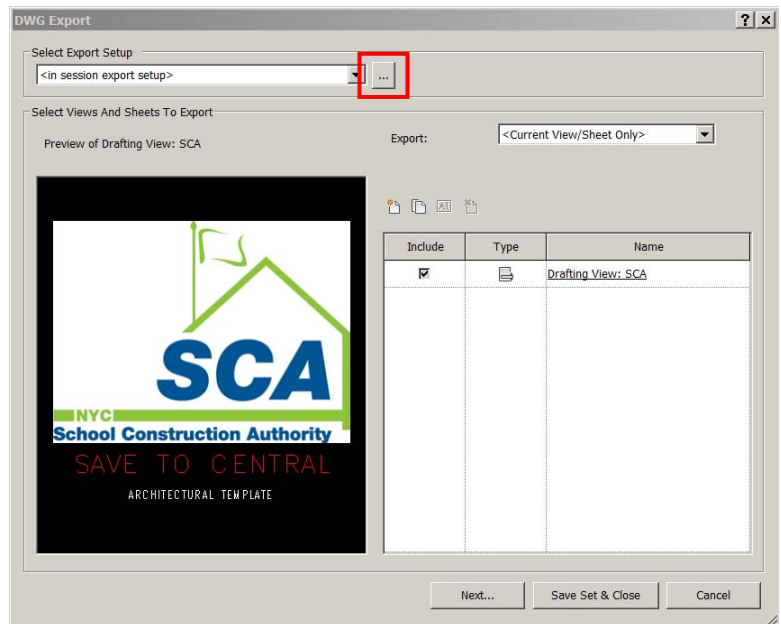 DWG Export
? x
Select Export Setup
<in session export setup>
...
Select Views And Sheets To Export
Preview of Drafting View: SCA
Export:
<Current View/Sheet Only>
SCA
NYC
School Construction Authority
SAVE TO CENTRAL
ARCHITECTURAL TEMPLATE
AI
Include Type Name
Drafting View: SCA
Next... Save Set & Close Cancel